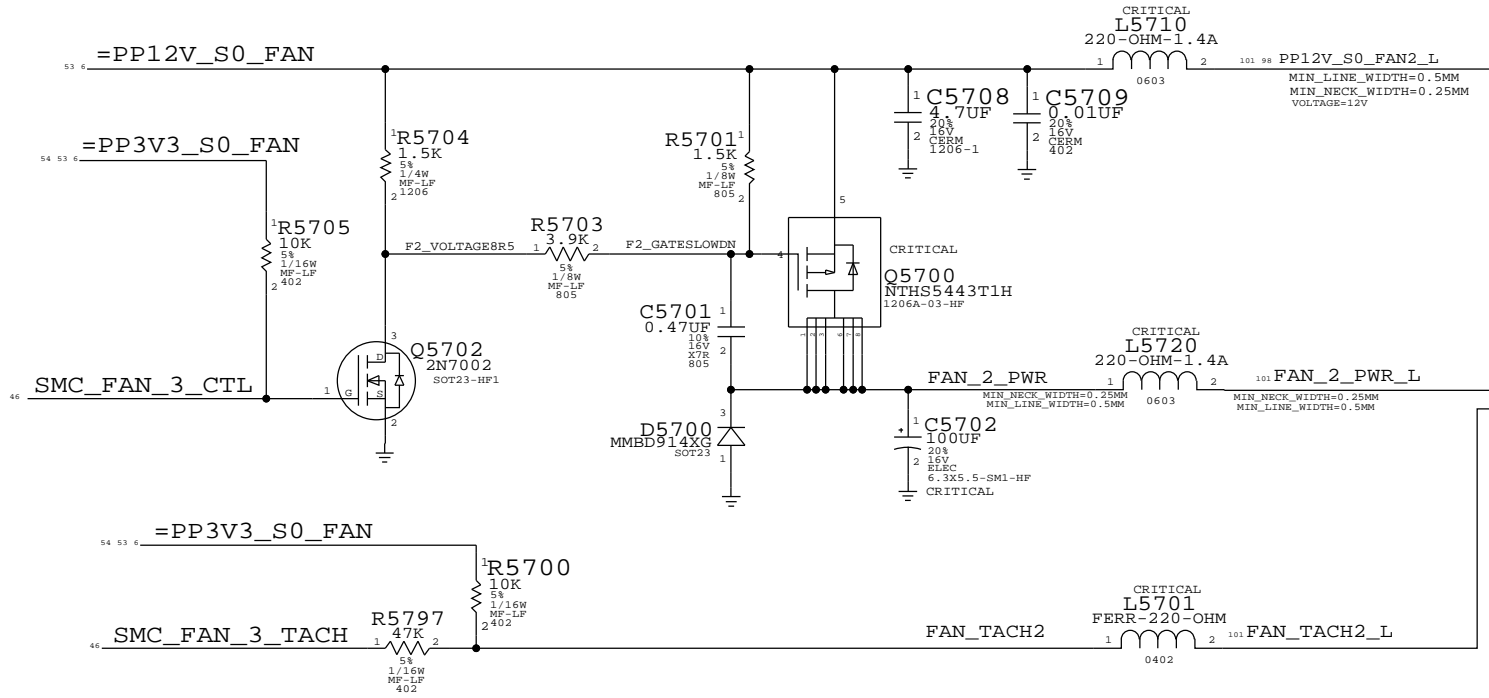 CRITICAL
L5710
220-OHM-1.4A
1 2
0603
=PP12V_S0_FAN
53 6
101 98 PP12V_S0_FAN2_L
MIN_LINE_WIDTH=0.5MM
MIN_NECK_WIDTH=0.25MM
VOLTAGE=12V
1
C5708
4.7UF
20%
16V
CERM
1206-1
2
1
C5709
0.01UF
20%
16V
CERM
402
2
=PP3V3_S0_FAN
54 53 6
1
R5704
1.5K
5%
1/4W
MF-LF
1206
2
1
R5701
1.5K
5%
1/8W
MF-LF
805
2
1
R5705
10K
5%
1/16W
MF-LF
402
2
F2_VOLTAGE8R5
R5703
3.9K
1 2
5%
1/8W
MF-LF
805
F2_GATESLOWDN
5
4
CRITICAL
Q5700
NTHS5443T1H
1206A-03-HF
1 2 3 6 7 8
1
C5701
0.47UF
10%
16V
X7R
805
2
3
D
Q5702
2N7002
SOT23-HF1
1 G
S
2
SMC_FAN_3_CTL
46
CRITICAL
L5720
220-OHM-1.4A
1 2
0603
FAN_2_PWR
MIN_NECK_WIDTH=0.25MM
MIN_LINE_WIDTH=0.5MM
101 FAN_2_PWR_L
MIN_NECK_WIDTH=0.25MM
MIN_LINE_WIDTH=0.5MM
3
D5700
MMBD914XG
SOT23
1
+
1
C5702
100UF
20%
16V
ELEC
6.3X5.5-SM1-HF
2
CRITICAL
=PP3V3_S0_FAN
54 53 6
1
R5700
10K
5%
1/16W
MF-LF
402
2
SMC_FAN_3_TACH
46
R5797
47K
1 2
5%
1/16W
MF-LF
402
FAN_TACH2
CRITICAL
L5701
FERR-220-OHM
1 2
0402
101 FAN_TACH2_L